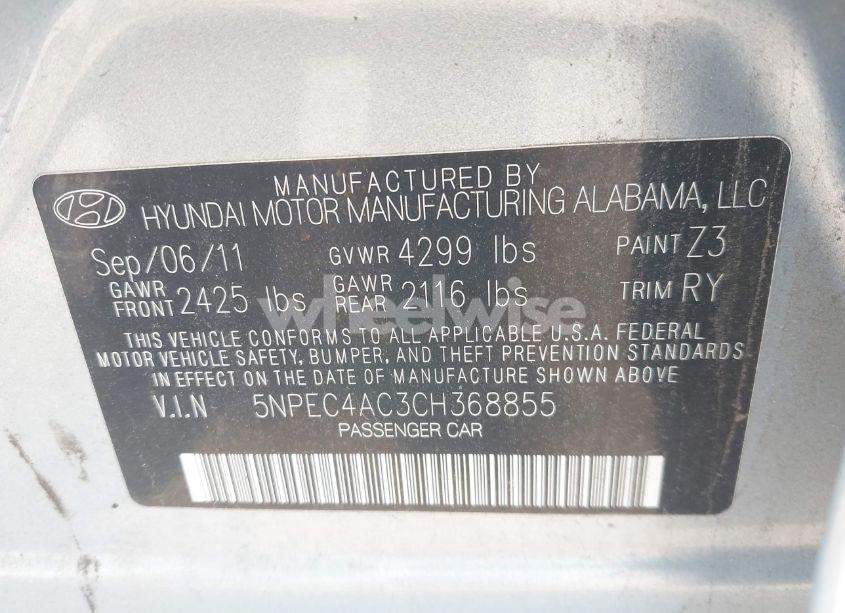 MANUFACTURED BY
HYUNDAI MOTOR MANUFACTURING ALABAMA, LLC
Sep/06/11 GVWR 4299 lbs PAINT Z3
GAWR FRONT 2425 lbs GAWR REAR 2116 lbs TRIM RY
wheelwise
THIS VEHICLE CONFORMS TO ALL APPLICABLE U.S.A. FEDERAL
MOTOR VEHICLE SAFETY, BUMPER, AND THEFT PREVENTION STANDARDS
IN EFFECT ON THE DATE OF MANUFACTURE SHOWN ABOVE
V.I.N 5NPEC4AC3CH368855
PASSENGER CAR